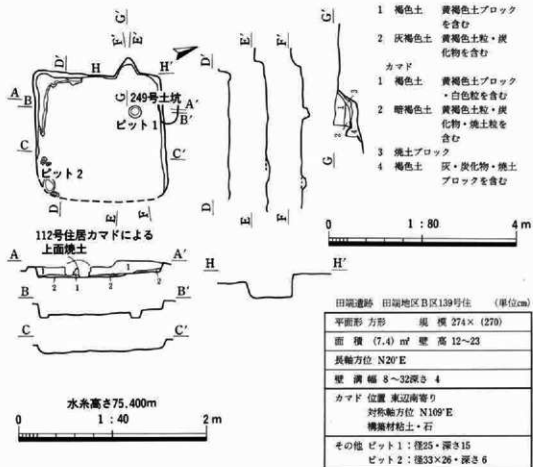 G'
F' E'
D' H H'
A
B
G 249号土坑
A'
B'
ピット1
C C'
ピット2
D E F
112号住居カマドによる
上面焼土
A A'
1 1
2 1 2 2
B B'
C C'
水糸高さ75.400m
0 1:40 2m
D' E' F'
D E F
H H'
G'
3
1
2
4
G
1 褐色土 黄褐色土ブロック
を含む
2 灰褐色土 黄褐色土粒・炭
化物を含む
カマド
1 褐色土 黄褐色土ブロック
・白色粒を含む
2 暗褐色土 黄褐色土粒・炭
化物・焼土粒を
含む
3 焼土ブロック
4 褐色土 灰・炭化物・焼土
ブロックを含む
0 1:80 4m
田端遺跡 田端地区B区139号住 (単位cm)
平面形 方形 規模 274×(270)
面積 (7.4)㎡ 壁高 12~23
長軸方位 N20°E
壁溝 幅 8~32深さ 4
カマド 位置 東辺南寄り
対称軸方位 N109°E
構築材粘土・石
その他 ピット1:径25・深さ15
ピット2:径33×26・深さ6